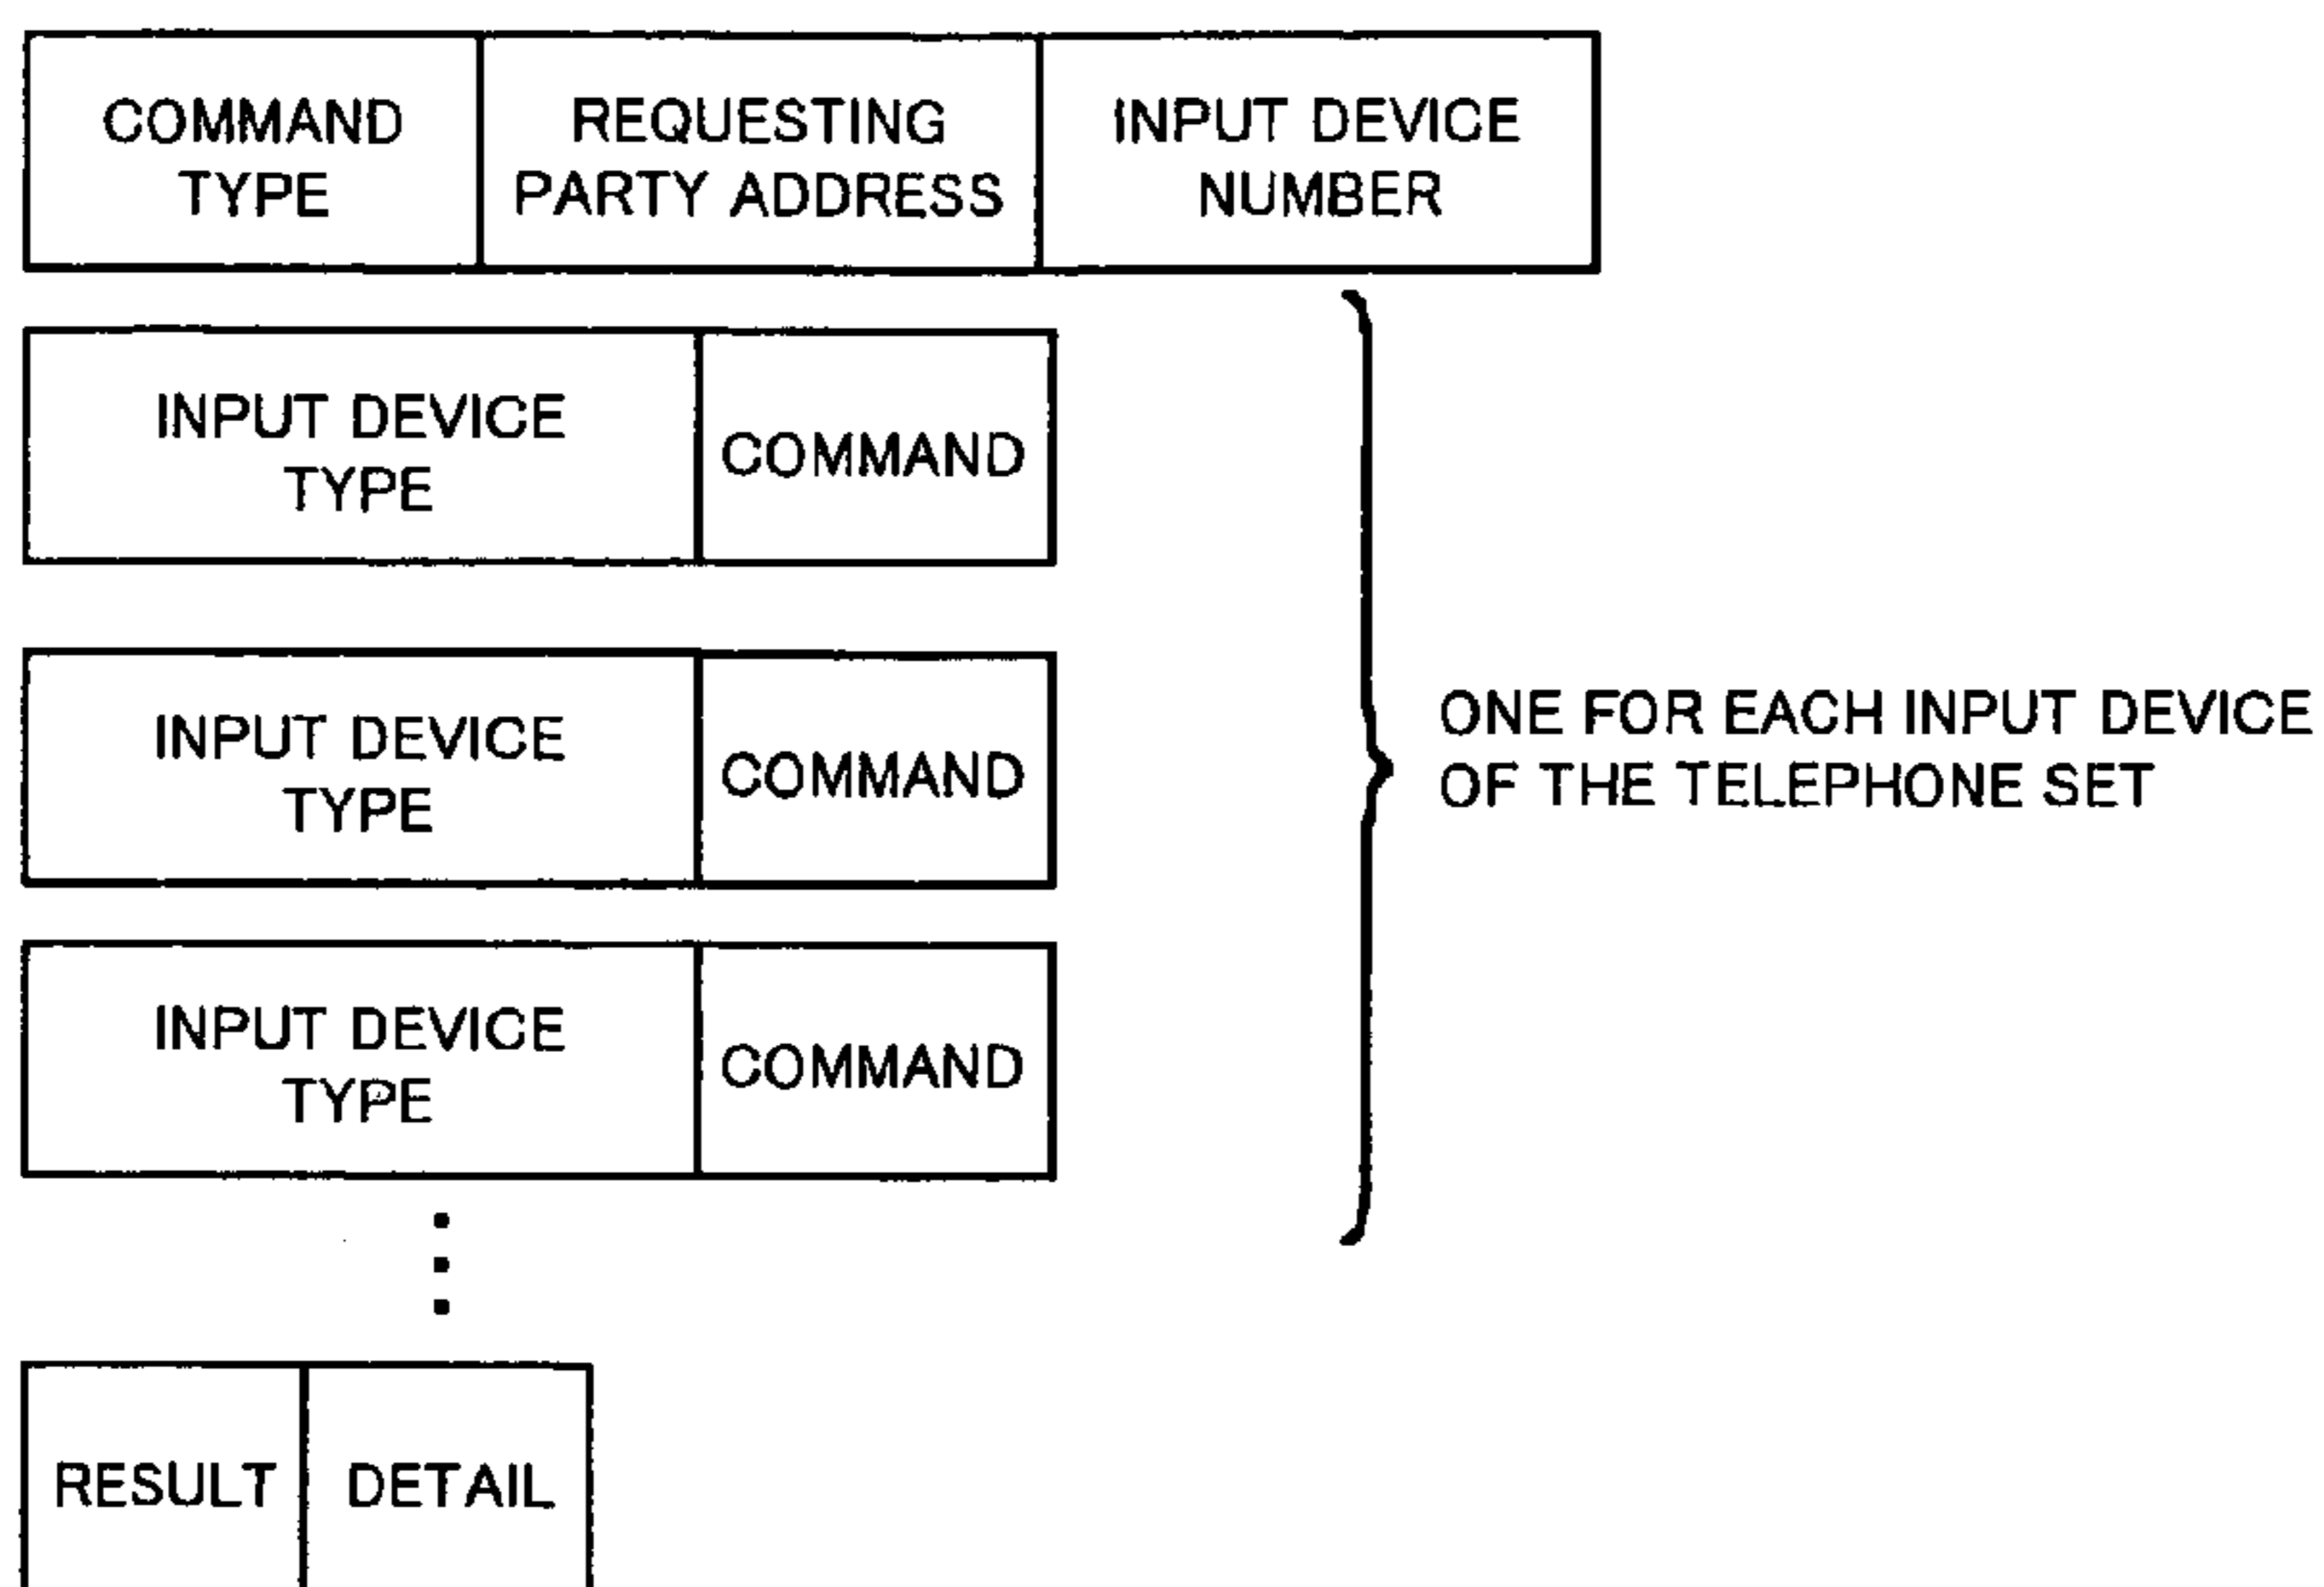 COMMAND
TYPE
REQUESTING
PARTY ADDRESS
INPUT DEVICE
NUMBER
INPUT DEVICE
TYPE
COMMAND
INPUT DEVICE
TYPE
COMMAND
ONE FOR EACH INPUT DEVICE
OF THE TELEPHONE SET
INPUT DEVICE
TYPE
COMMAND
RESULT
DETAIL